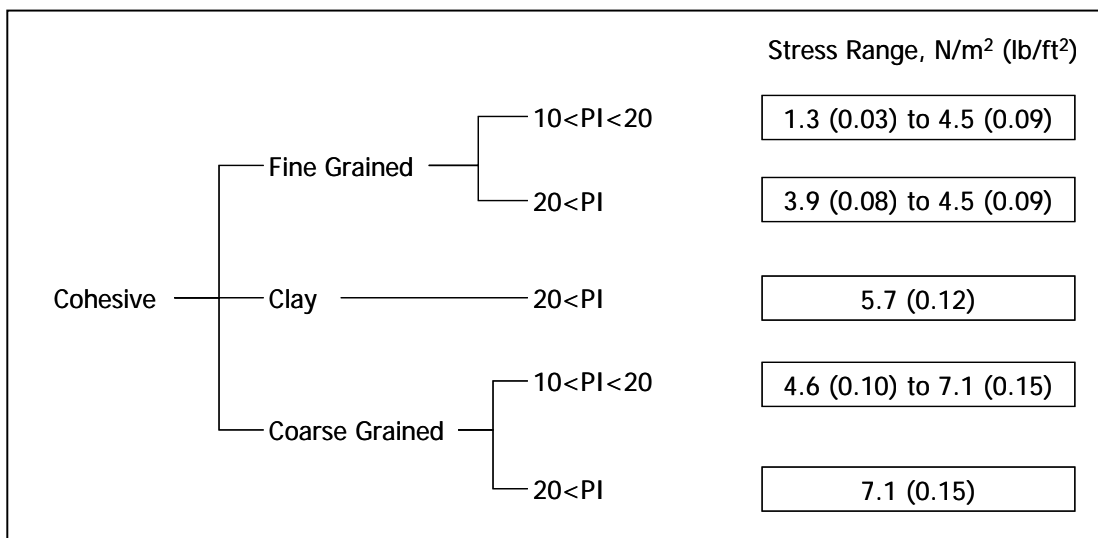 Stress Range, N/m² (lb/ft²)
10<PI<20
1.3 (0.03) to 4.5 (0.09)
Fine Grained
20<PI
3.9 (0.08) to 4.5 (0.09)
Cohesive
Clay
20<PI
5.7 (0.12)
10<PI<20
4.6 (0.10) to 7.1 (0.15)
Coarse Grained
20<PI
7.1 (0.15)